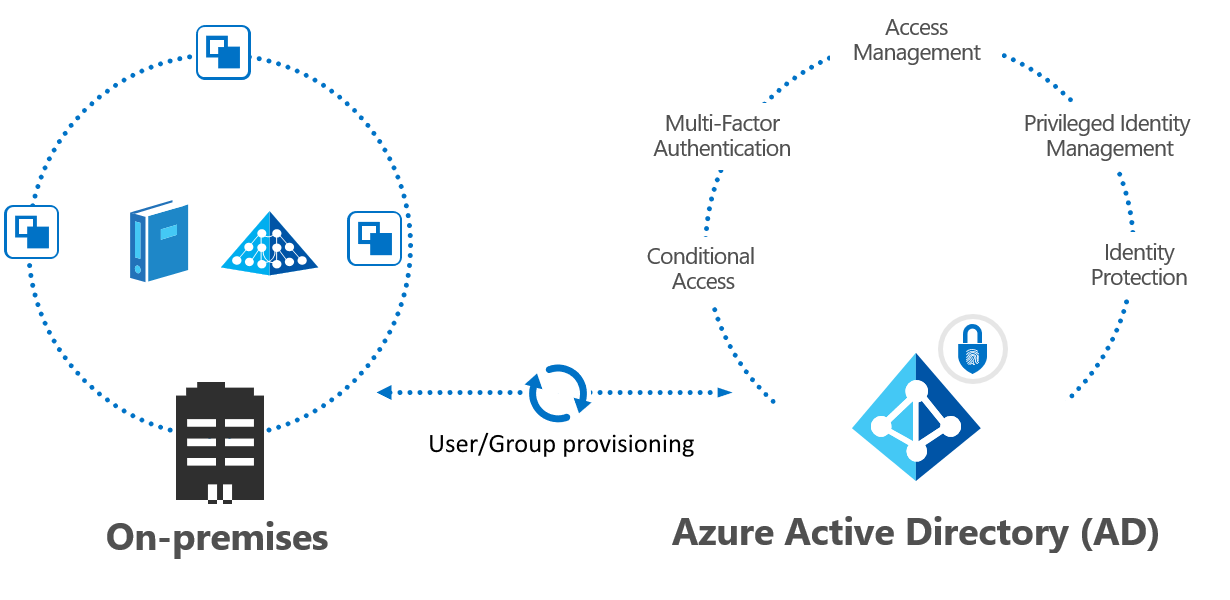 Access
Management
Multi-Factor
Authentication
Privileged Identity
Management
Conditional
Access
Identity
Protection
User/Group provisioning
On-premises
Azure Active Directory (AD)